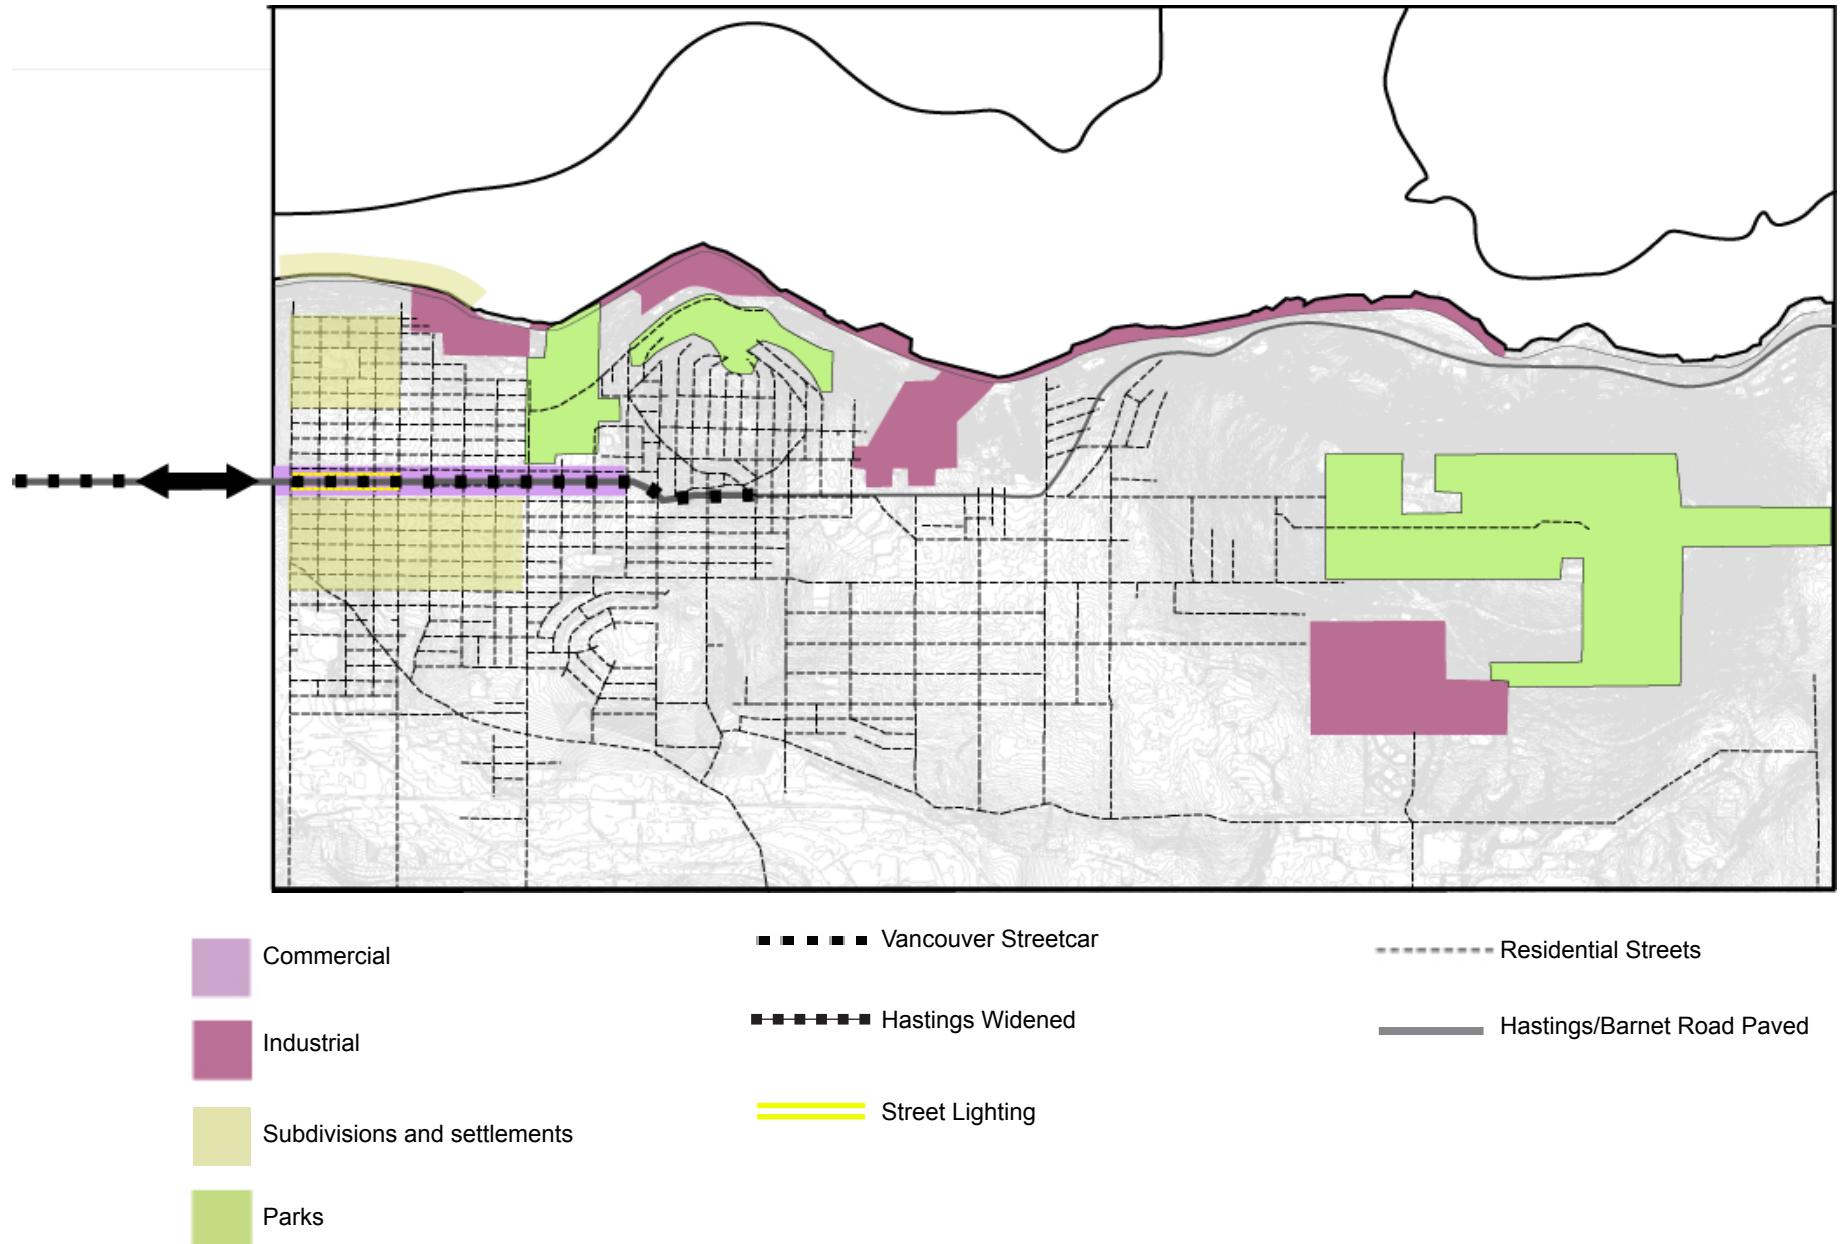 Commercial
Industrial
Subdivisions and settlements
Parks
Vancouver Streetcar
Hastings Widened
Street Lighting
Residential Streets
Hastings/Barnet Road Paved